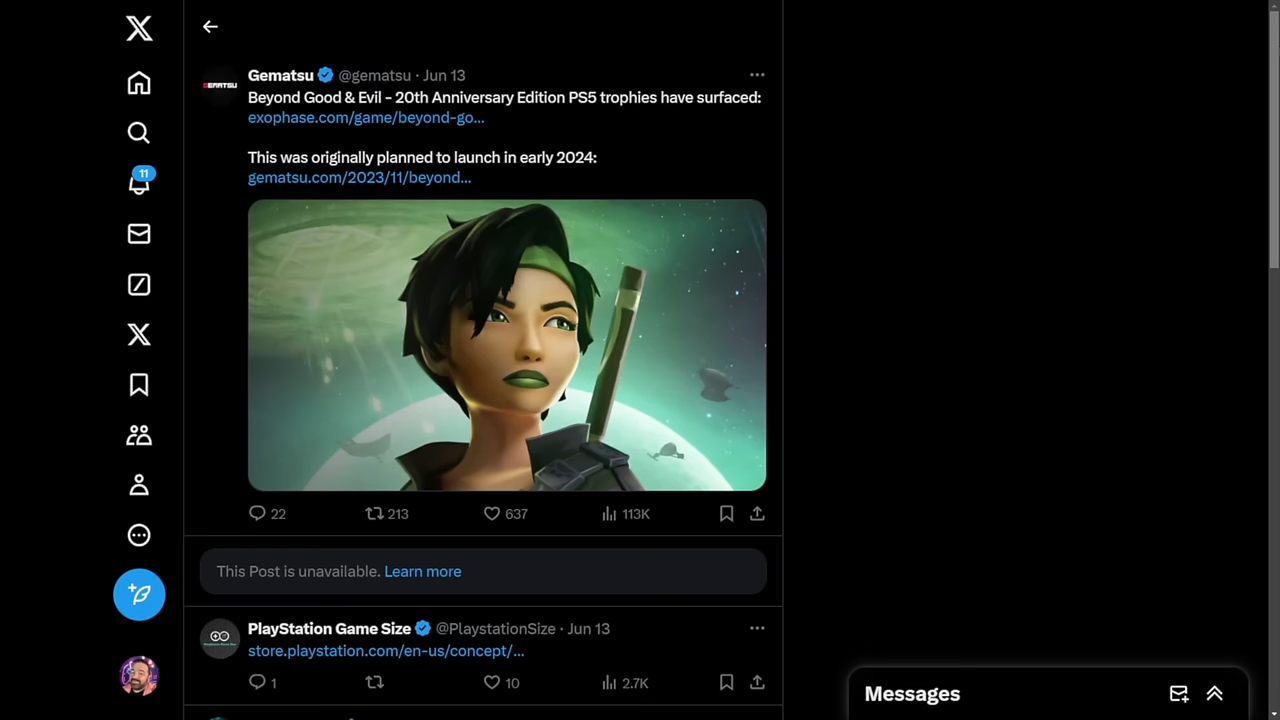 Gematsu @gematsu · Jun 13
GEMATSU
Beyond Good & Evil - 20th Anniversary Edition PS5 trophies have surfaced:
exophase.com/game/beyond-go...
This was originally planned to launch in early 2024:
gematsu.com/2023/11/beyond...
11
22 213 637 113K
This Post is unavailable. Learn more
PlayStation Game Size @PlaystationSize · Jun 13
store.playstation.com/en-us/concept/...
1 10 2.7K
Messages